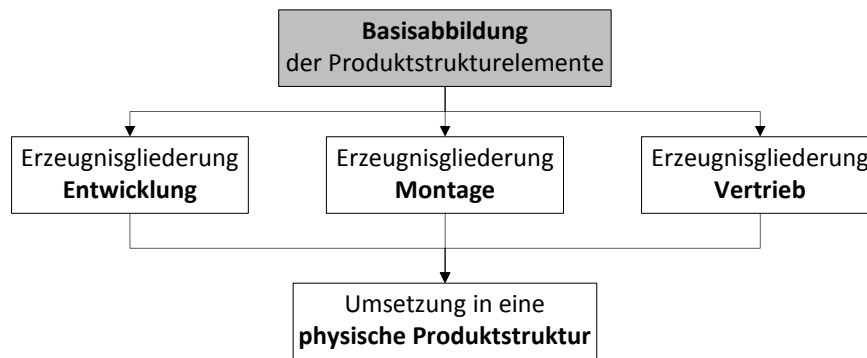 Basisabbildung
der Produktstrukturelemente
Erzeugnisgliederung
Entwicklung
Erzeugnisgliederung
Montage
Erzeugnisgliederung
Vertrieb
Umsetzung in eine
physische Produktstruktur